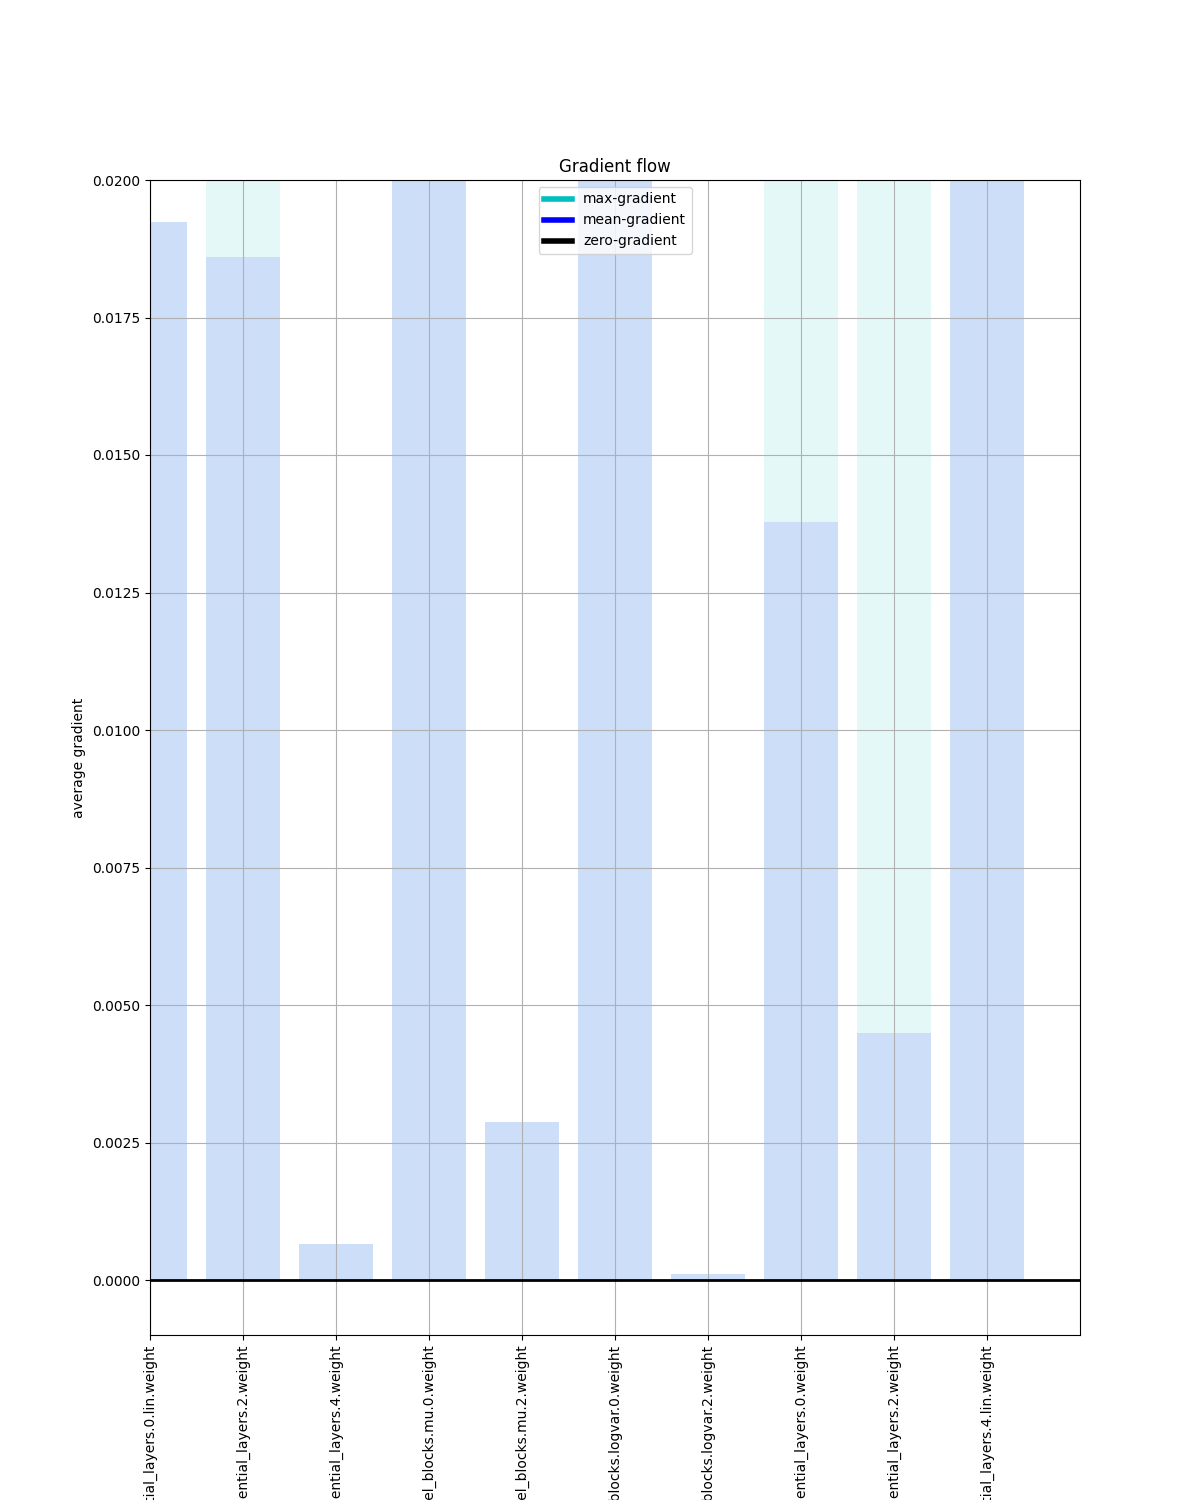 Gradient flow
max-gradient
mean-gradient
zero-gradient
0.0200
0.0175
0.0150
0.0125
0.0100
0.0075
0.0050
0.0025
0.0000
average gradient
tial_layers.0.lin.weight
ential_layers.2.weight
ential_layers.4.weight
el_blocks.mu.0.weight
el_blocks.mu.2.weight
blocks.logvar.0.weight
blocks.logvar.2.weight
ential_layers.0.weight
ential_layers.2.weight
tial_layers.4.lin.weight